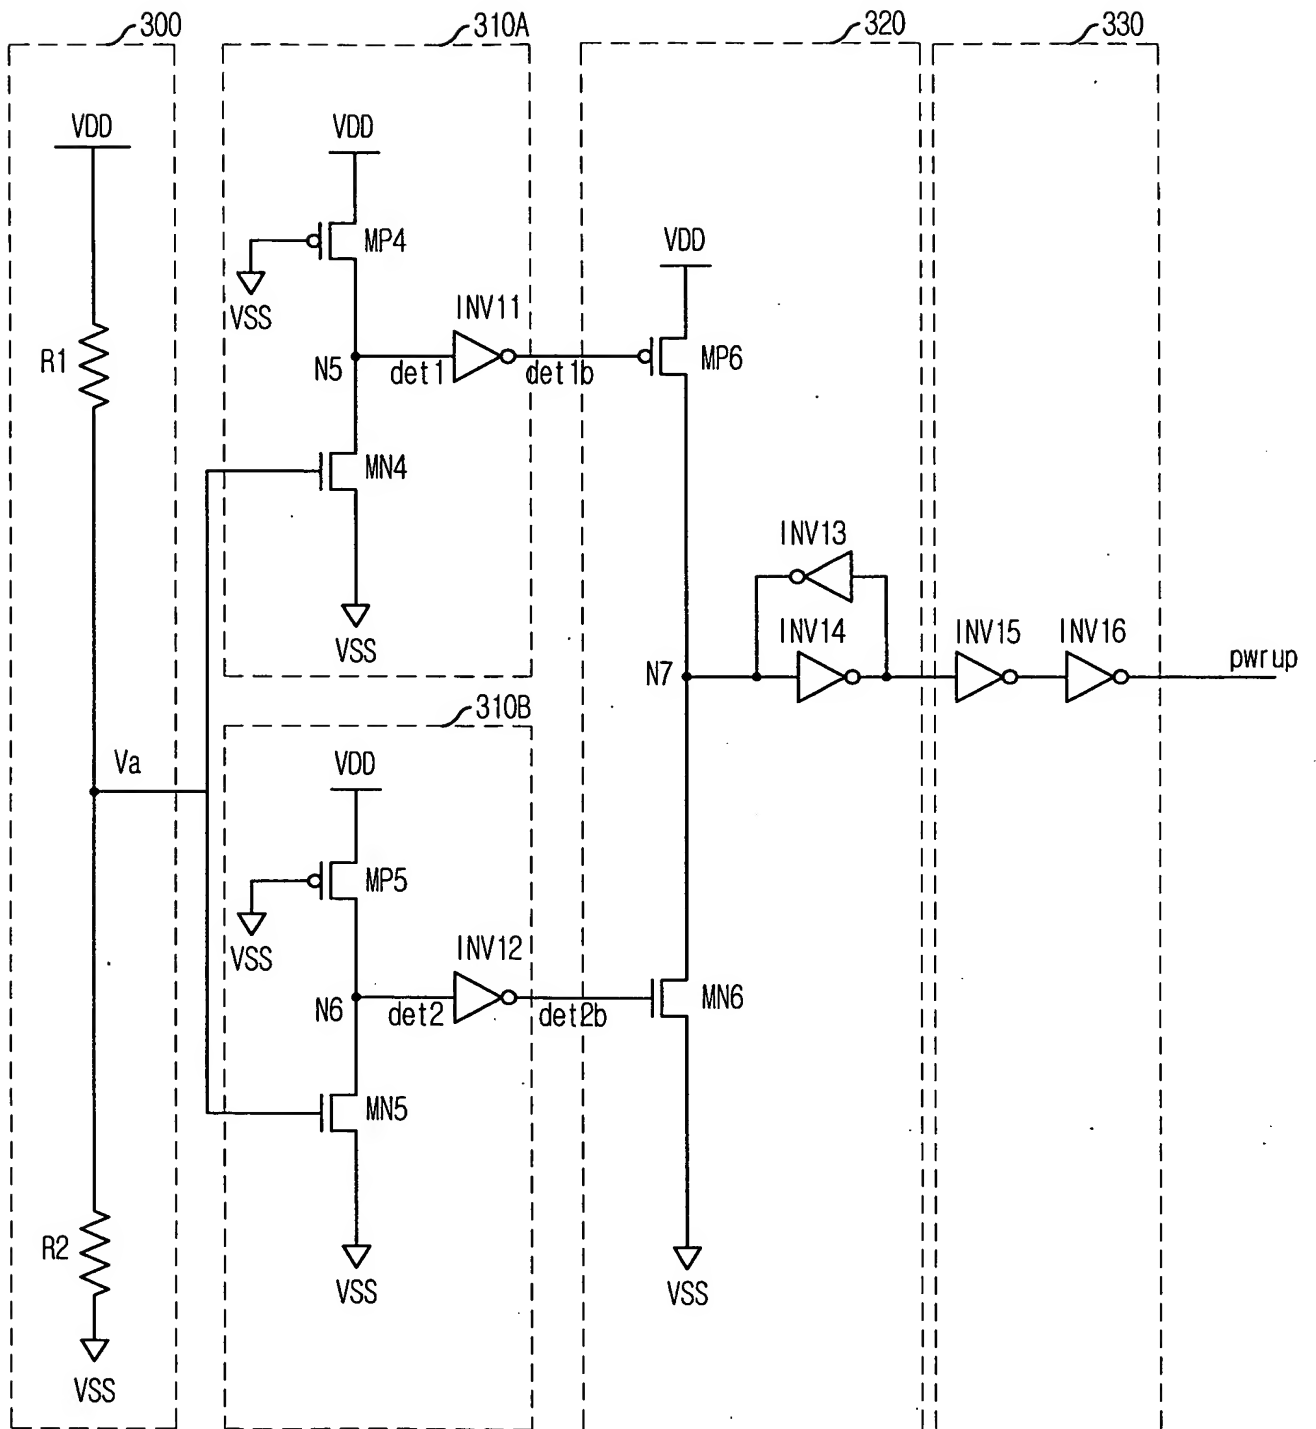 300
310A
320
330
VDD
VDD
MP4
VDD
VSS
INV11
R1
N5
det1
det1b
MP6
MN4
INV13
INV14
INV15
INV16
VSS
N7
pwrup
310B
Va
VDD
MP5
VSS
INV12
N6
det2
det2b
MN6
MN5
R2
VSS
VSS
VSS